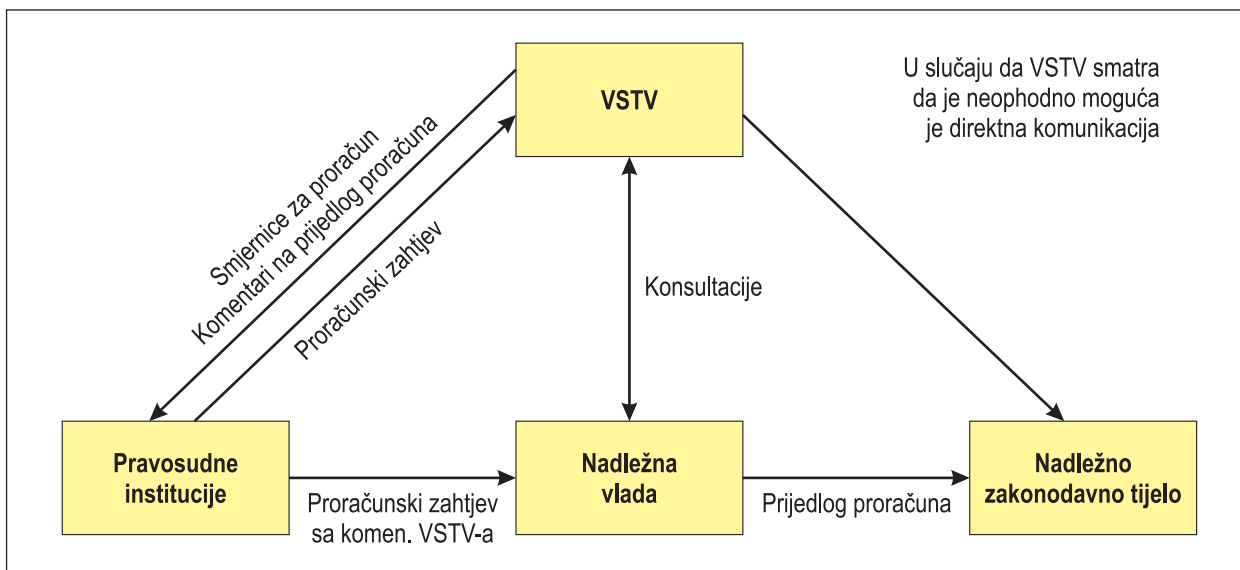 VSTV
U slučaju da VSTV smatra
da je neophodno moguća
je direktna komunikacija
Smjernice za proračun
Komentari na prijedlog proračuna
Proračunski zahtjev
Konsultacije
Pravosudne
institucije
Proračunski zahtjev
sa komen. VSTV-a
Nadležna
vlada
Prijedlog proračuna
Nadležno
zakonodavno tijelo